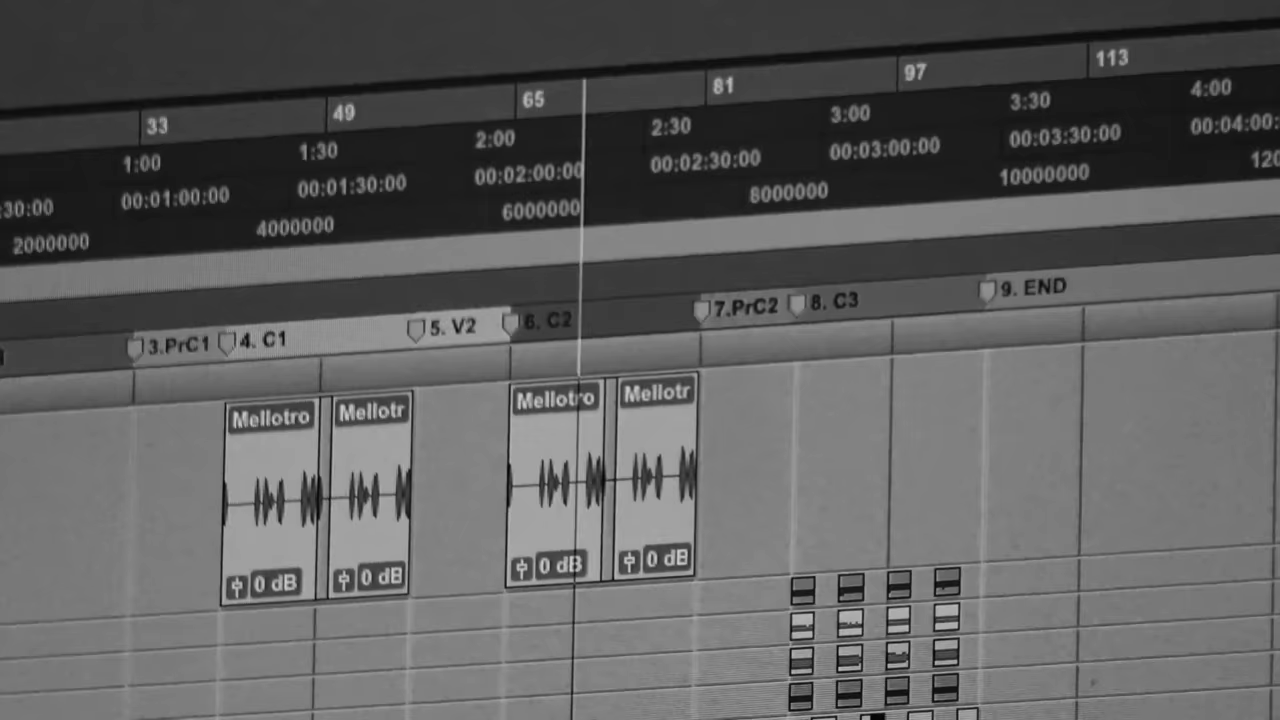 33 49 65 81 97 113
1:00 1:30 2:00 2:30 3:00 3:30 4:00
:30:00 00:01:00:00 00:01:30:00 00:02:00:00 00:02:30:00 00:03:00:00 00:03:30:00 00:04:00:
2000000 4000000 6000000 8000000 10000000 120
3.PrC1 4. C1 5. V2 6. C2 7.PrC2 8. C3 9. END
Mellotro Mellotr Mellotro Mellotr
0 dB 0 dB 0 dB 0 dB